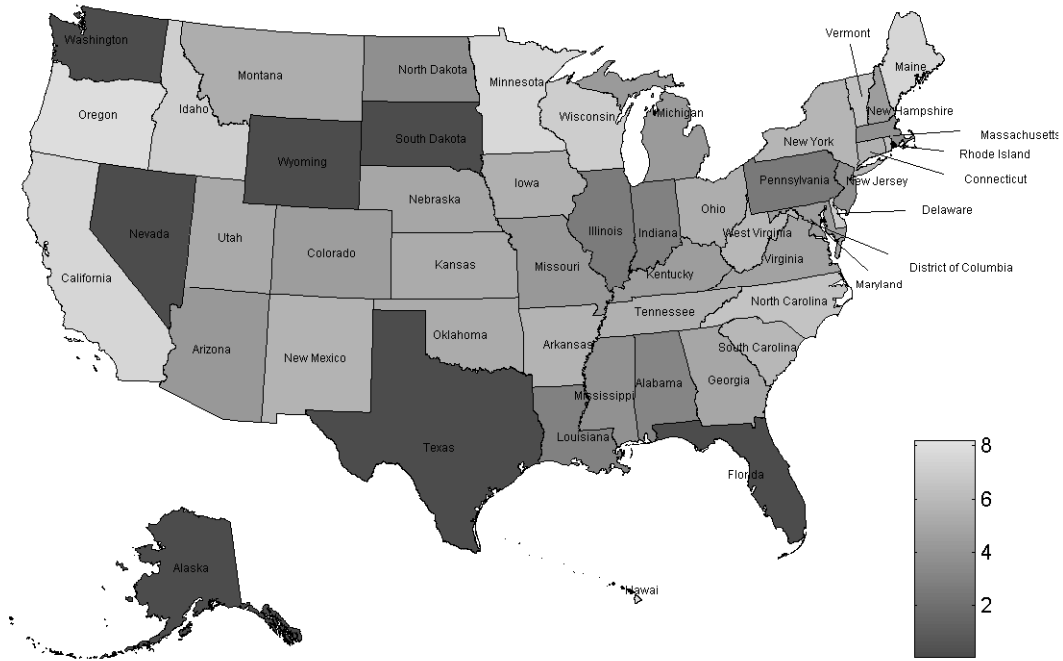 Washington
Montana
North Dakota
Minnesota
Vermont
Maine
Oregon
Idaho
South Dakota
Wisconsin
Michigan
New Hampshire
Massachusetts
Wyoming
New York
Rhode Island
Connecticut
Iowa
Nebraska
Pennsylvania
New Jersey
Delaware
Nevada
Utah
Colorado
Illinois
Indiana
Ohio
West Virginia
Virginia
District of Columbia
Maryland
California
Kansas
Missouri
Kentucky
North Carolina
Tennessee
Arizona
New Mexico
Oklahoma
Arkansas
South Carolina
Georgia
Mississippi
Alabama
Texas
Louisiana
Florida
Alaska
Hawai
8
6
4
2